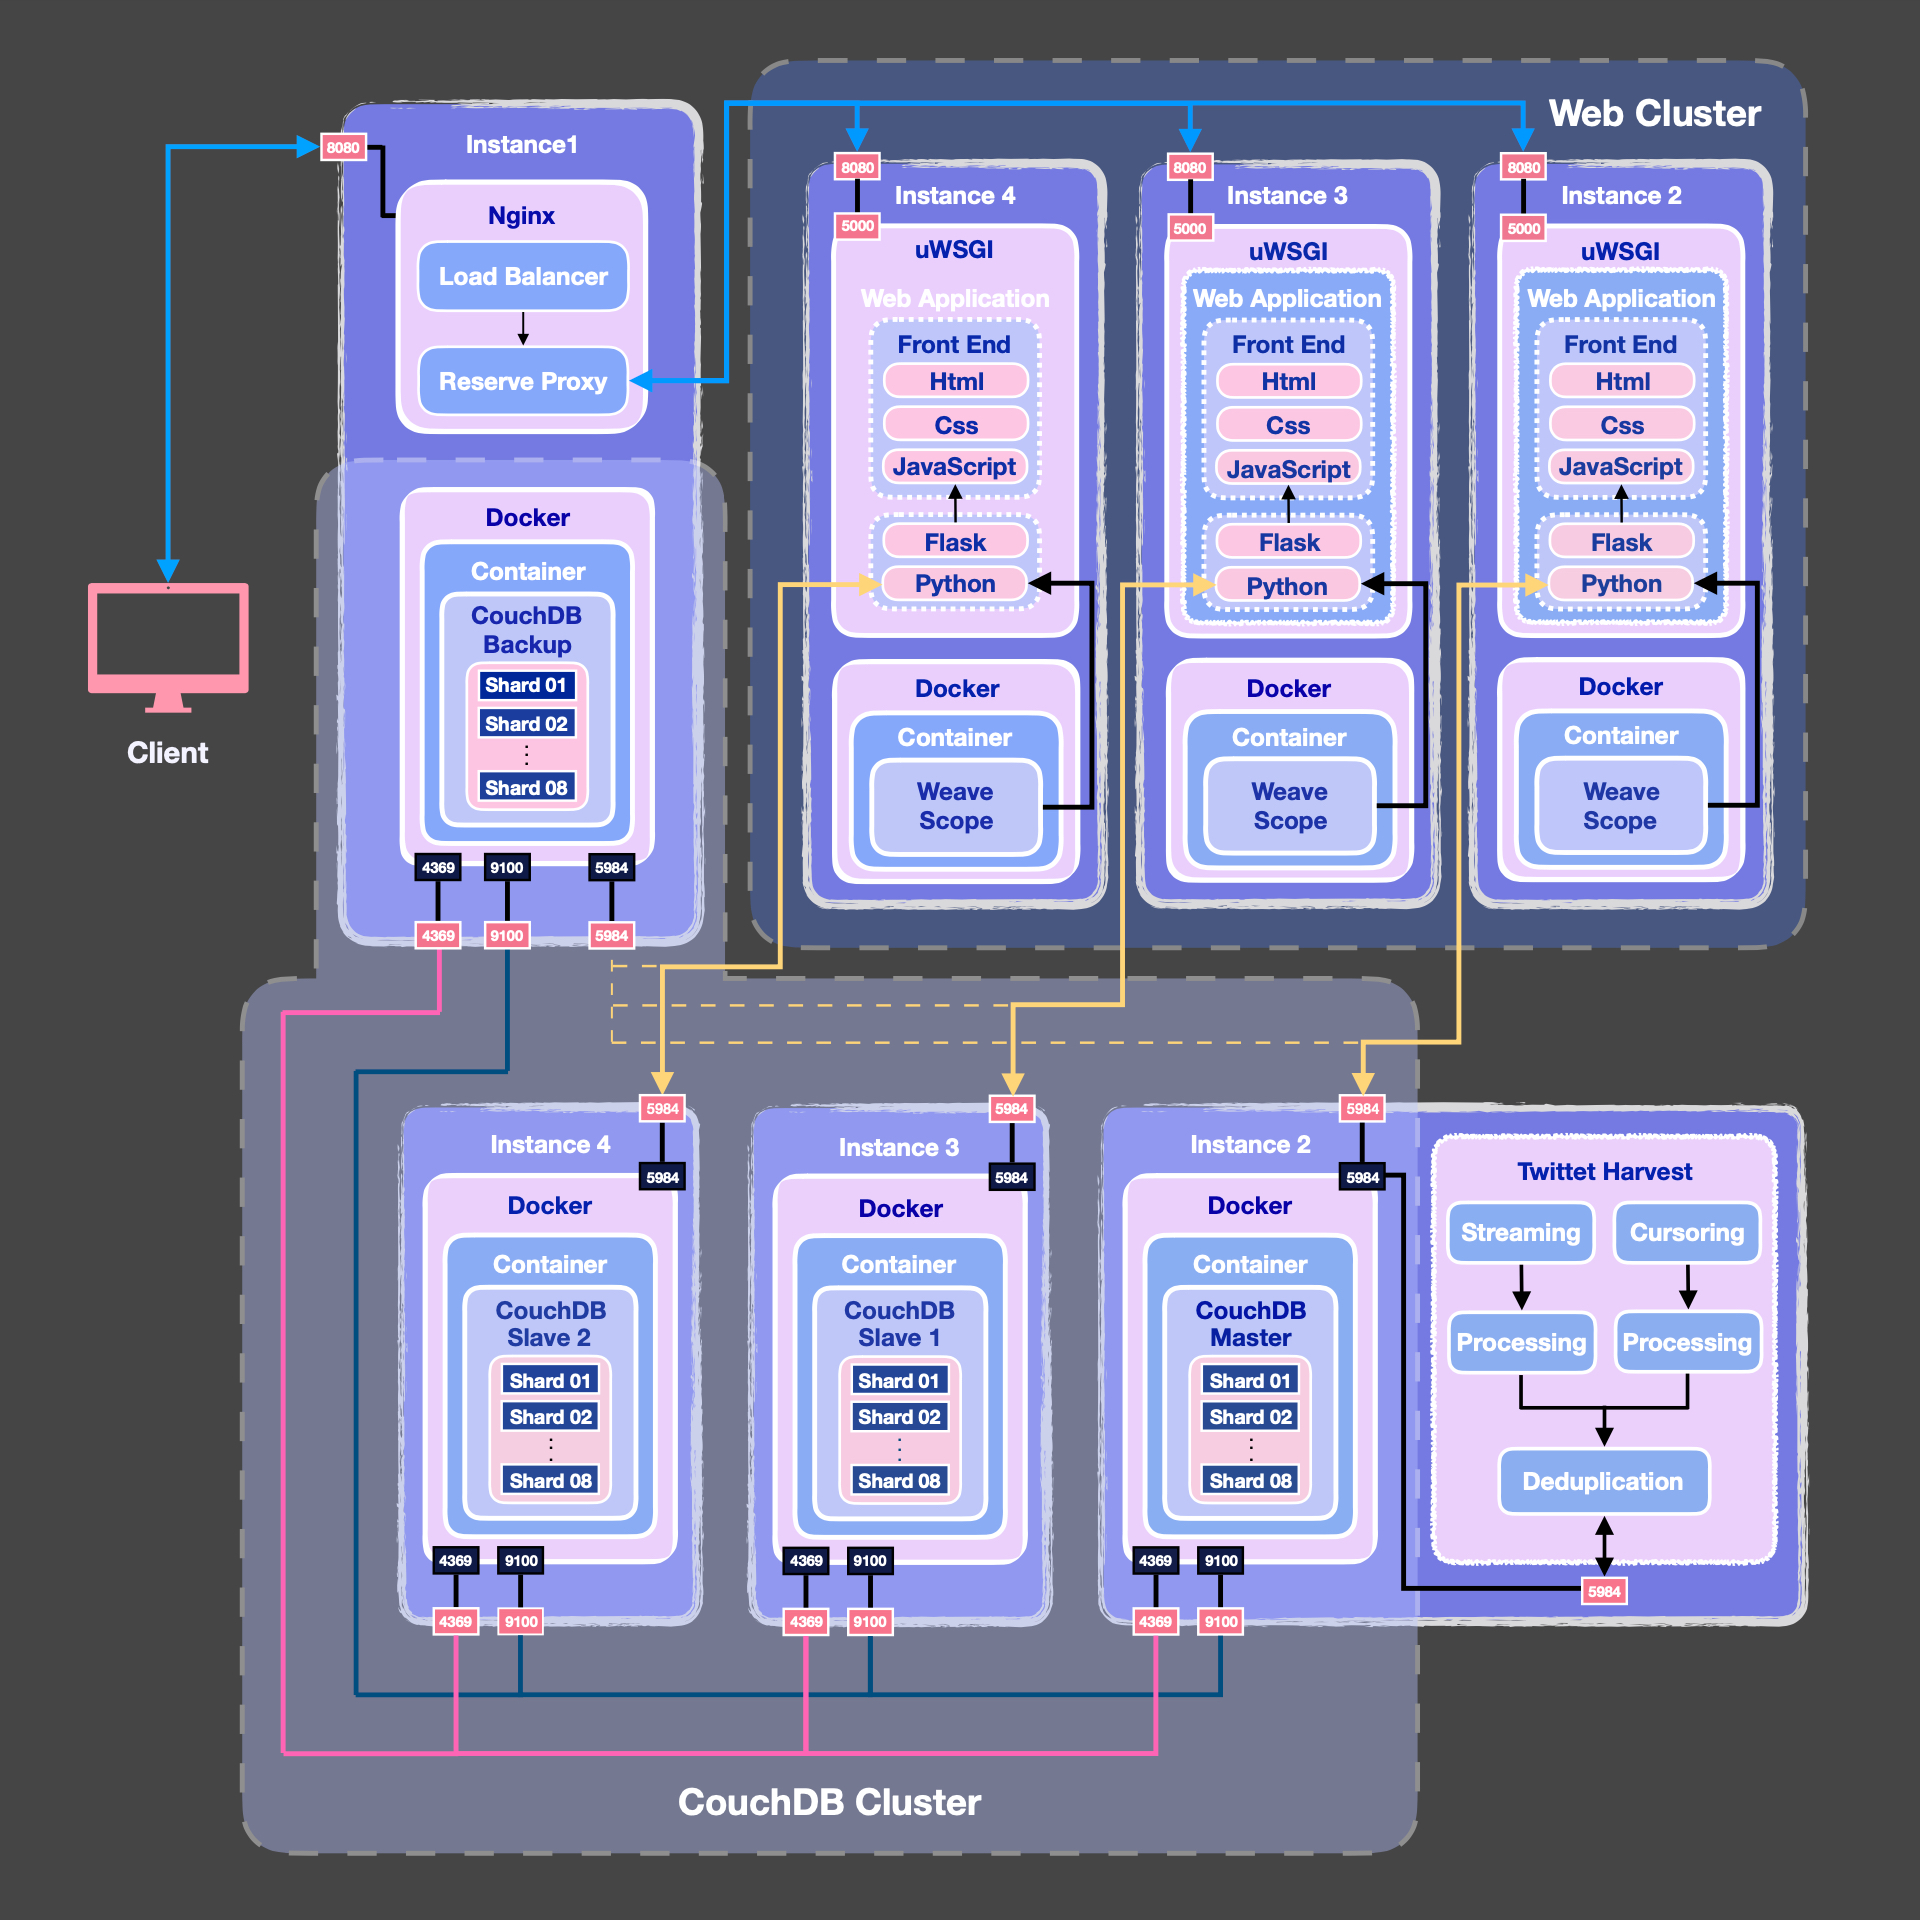 Web Cluster
8080
Instance1
Nginx
Load Balancer
Reserve Proxy
Docker
Container
CouchDB
Backup
Shard 01
Shard 02
Shard 08
4369
9100
5984
4369
9100
5984
Client
8080
Instance 4
5000
uWSGI
Web Application
Front End
Html
Css
JavaScript
Flask
Python
Docker
Container
Weave
Scope
8080
Instance 3
5000
uWSGI
Web Application
Front End
Html
Css
JavaScript
Flask
Python
Docker
Container
Weave
Scope
8080
Instance 2
5000
uWSGI
Web Application
Front End
Html
Css
JavaScript
Flask
Python
Docker
Container
Weave
Scope
5984
Instance 4
5984
Docker
Container
CouchDB
Slave 2
Shard 01
Shard 02
Shard 08
4369
9100
4369
9100
5984
Instance 3
5984
Docker
Container
CouchDB
Slave 1
Shard 01
Shard 02
Shard 08
4369
9100
4369
9100
5984
Instance 2
5984
Docker
Container
CouchDB
Master
Shard 01
Shard 02
Shard 08
4369
9100
4369
9100
Twittet Harvest
Streaming
Cursoring
Processing
Processing
Deduplication
5984
CouchDB Cluster